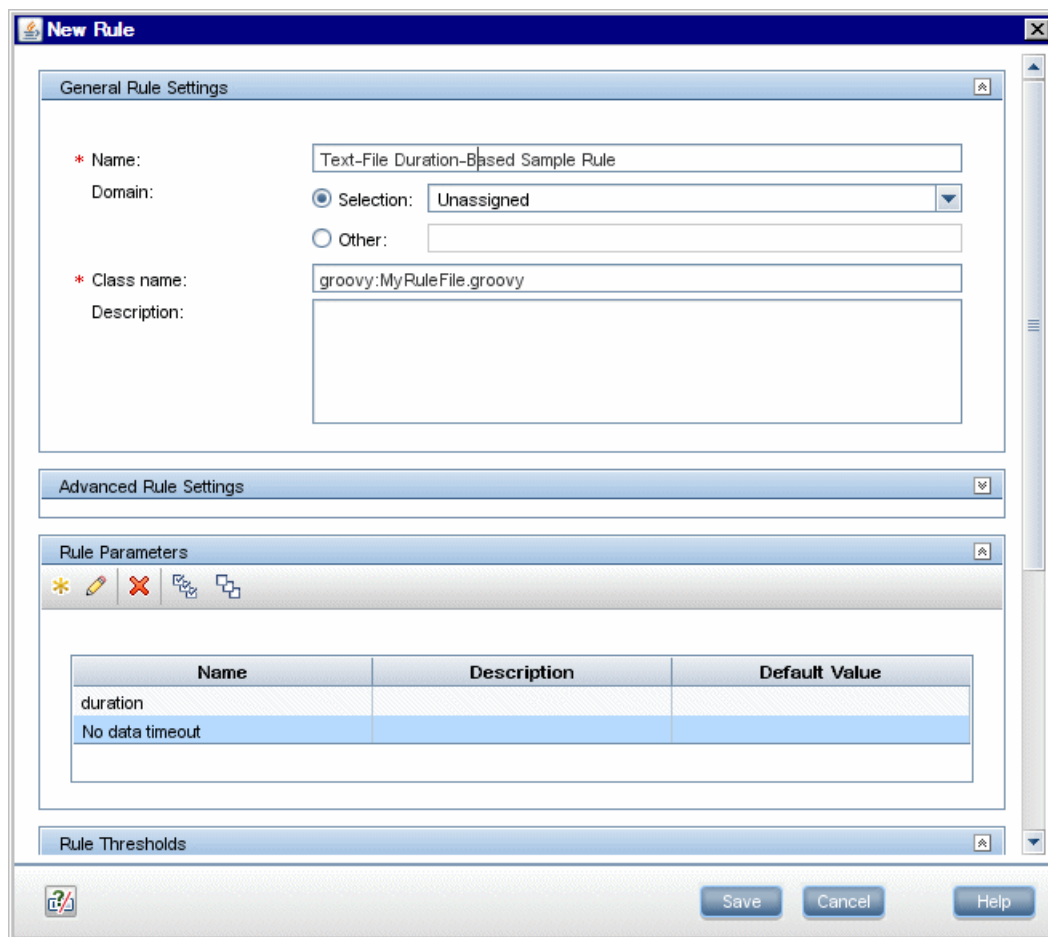 New Rule
General Rule Settings
* Name: Text-File Duration-Based Sample Rule
Domain: Selection: Unassigned
Other:
* Class name: groovy:MyRuleFile.groovy
Description:
Advanced Rule Settings
Rule Parameters
Name Description Default Value
duration
No data timeout
Rule Thresholds
Save Cancel Help